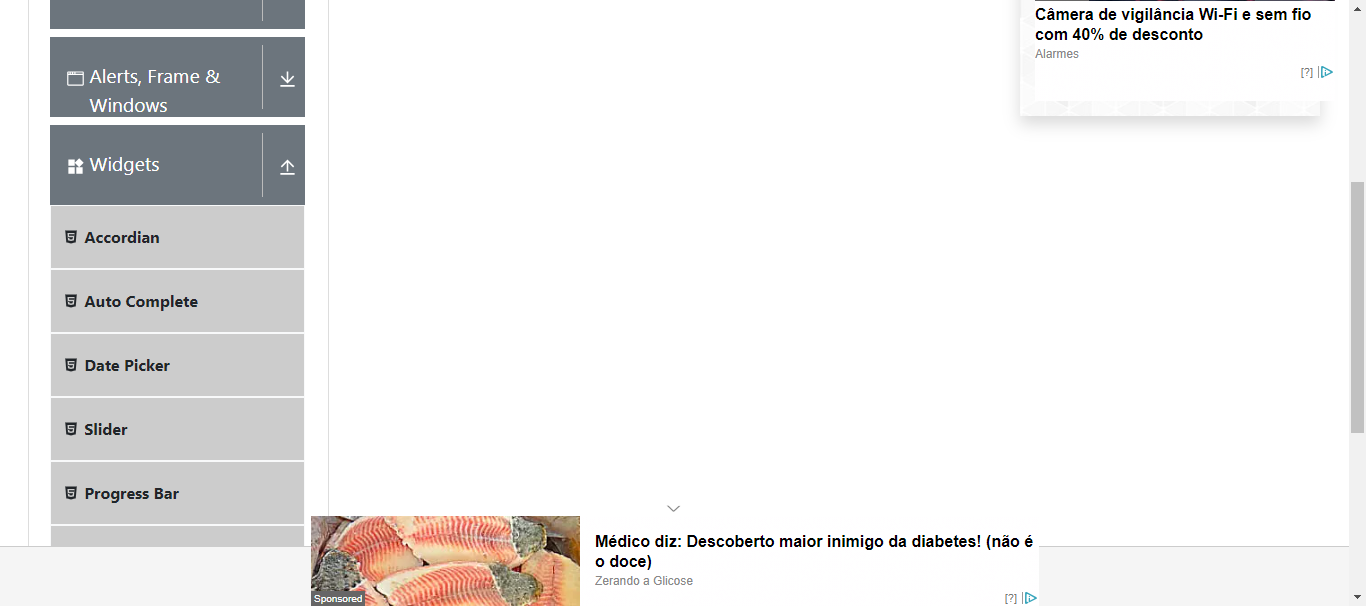 Câmera de vigilância Wi-Fi e sem fio
com 40% de desconto
Alarmes
[?]
Alerts, Frame &
Windows
Widgets
Accordian
Auto Complete
Date Picker
Slider
Progress Bar
Médico diz: Descoberto maior inimigo da diabetes! (não é
o doce)
Zerando a Glicose
Sponsored
[?]